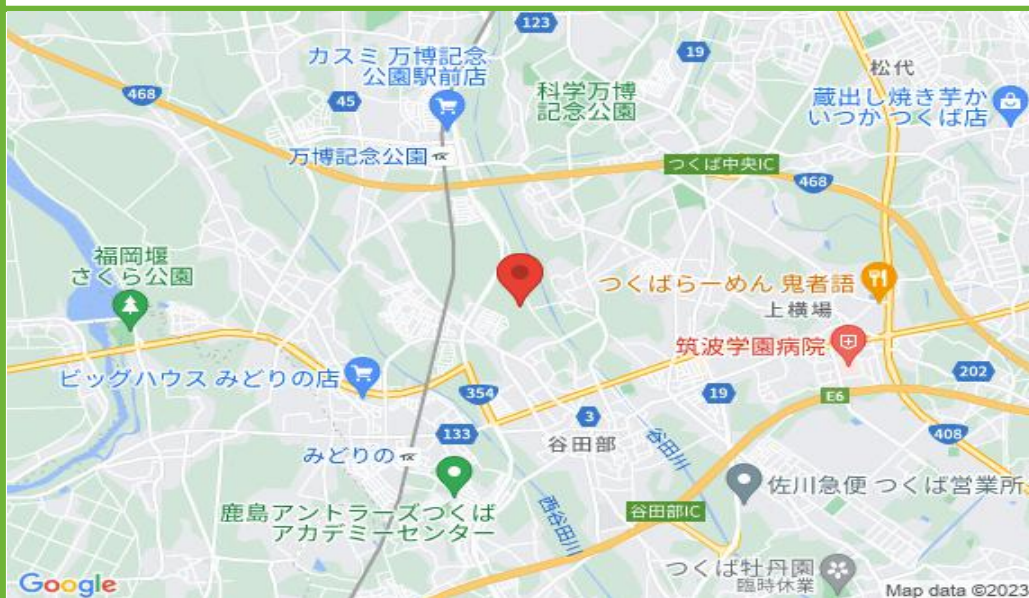 123
カスミ 万博記念
公園駅前店
19
松代
468
45
科学万博
記念公園
蔵出し焼き芋か
いつか つくば店
万博記念公園
つくば中央IC
468
福岡堰
さくら公園
つくばらーめん 鬼者語
上横場
筑波学園病院
ビッグハウス みどりの店
354
19
E6
202
3
133
谷田部
谷田川
408
みどりの
佐川急便 つくば営業所
鹿島アントラーズつくば
アカデミーセンター
西谷田川
谷田部IC
つくば牡丹園
臨時休業
Google
Map data ©2023